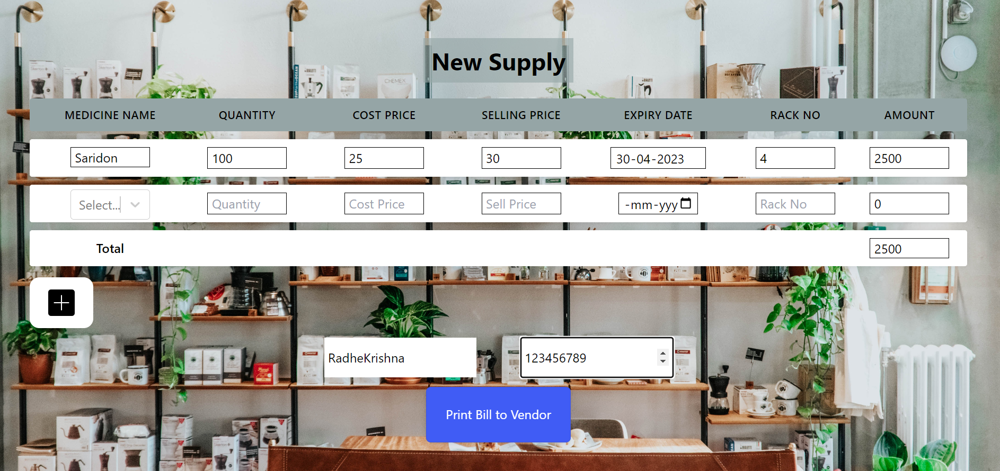 New Supply
MEDICINE NAME QUANTITY COST PRICE SELLING PRICE EXPIRY DATE RACK NO AMOUNT
Saridon 100 25 30 30-04-2023 4 2500
Select... Quantity Cost Price Sell Price -mm-yyy Rack No 0
Total 2500
CHEMEX
RadheKrishna 123456789
Print Bill to Vendor